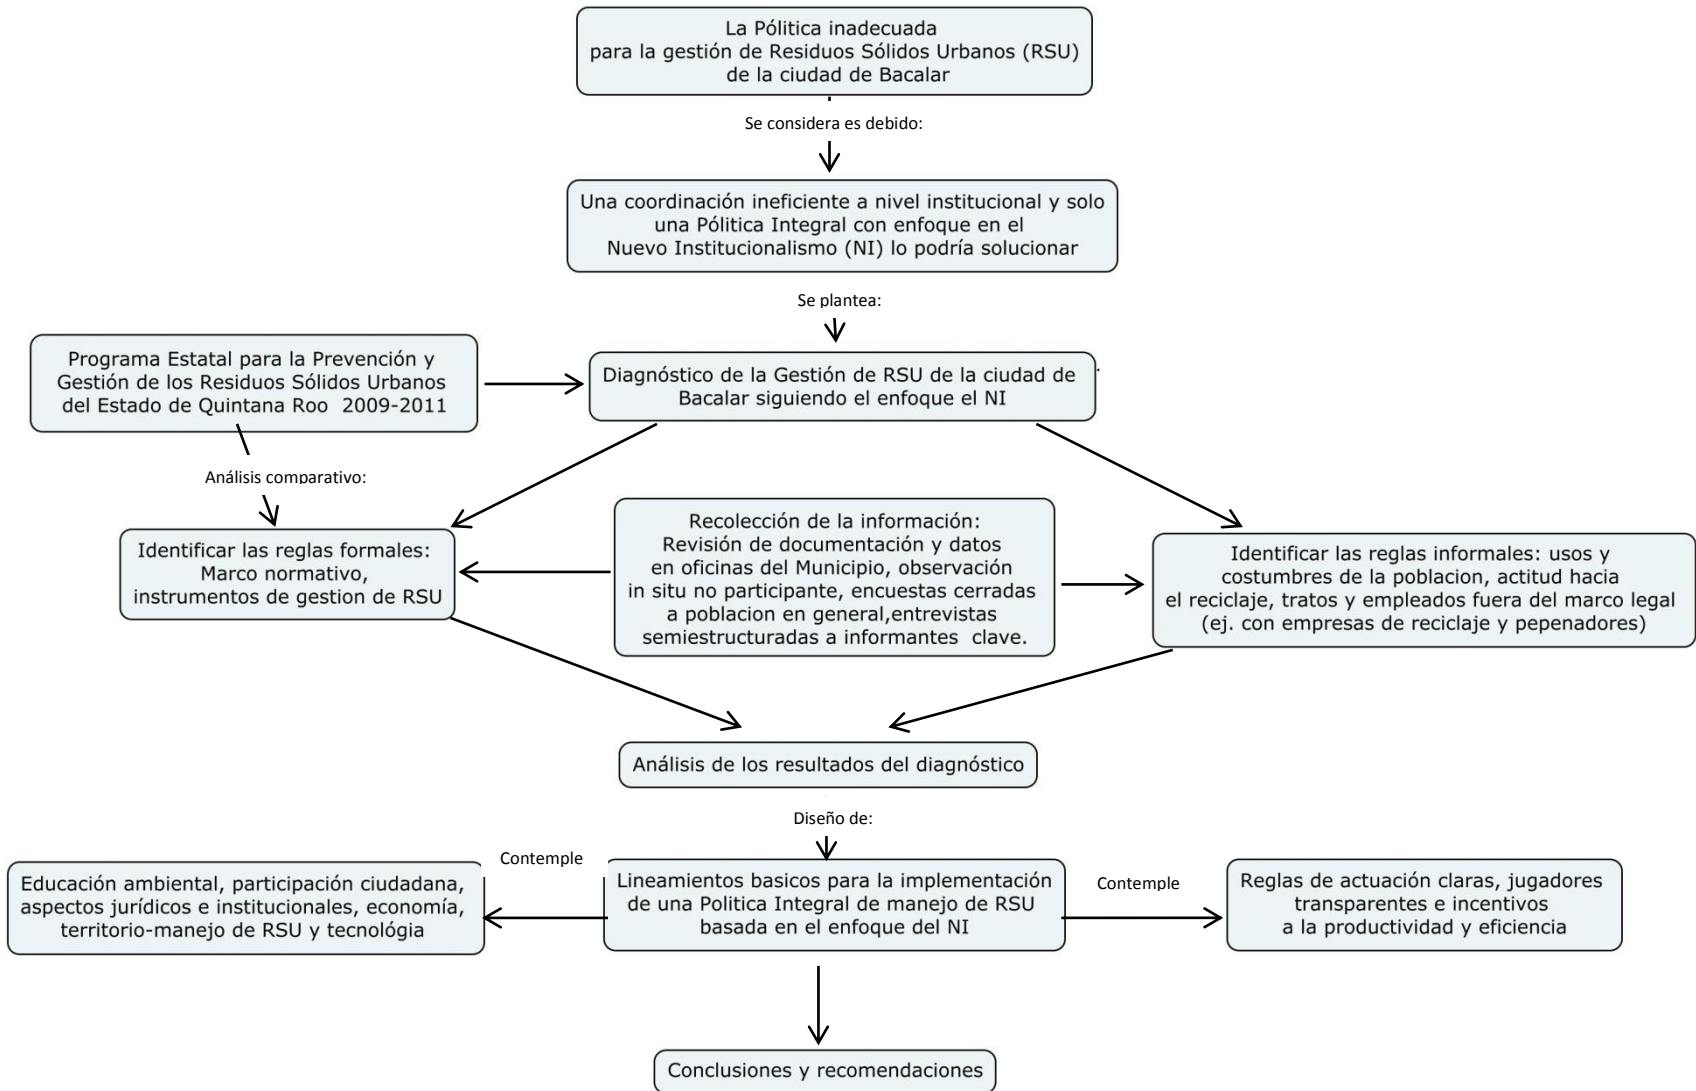 La Pólitica inadecuada
para la gestión de Residuos Sólidos Urbanos (RSU)
de la ciudad de Bacalar
Se considera es debido:
Una coordinación ineficiente a nivel institucional y solo
una Pólitica Integral con enfoque en el
Nuevo Institucionalismo (NI) lo podría solucionar
Se plantea:
Programa Estatal para la Prevención y
Gestión de los Residuos Sólidos Urbanos
del Estado de Quintana Roo 2009-2011
Diagnóstico de la Gestión de RSU de la ciudad de
Bacalar siguiendo el enfoque el NI
Análisis comparativo:
Identificar las reglas formales:
Marco normativo,
instrumentos de gestion de RSU
Recolección de la información:
Revisión de documentación y datos
en oficinas del Municipio, observación
in situ no participante, encuestas cerradas
a poblacion en general,entrevistas
semiestructuradas a informantes clave.
Identificar las reglas informales: usos y
costumbres de la poblacion, actitud hacia
el reciclaje, tratos y empleados fuera del marco legal
(ej. con empresas de reciclaje y pepenadores)
Análisis de los resultados del diagnóstico
Diseño de:
Contemple
Educación ambiental, participación ciudadana,
aspectos jurídicos e institucionales, economía,
territorio-manejo de RSU y tecnológia
Lineamientos basicos para la implementación
de una Politica Integral de manejo de RSU
basada en el enfoque del NI
Contemple
Reglas de actuación claras, jugadores
transparentes e incentivos
a la productividad y eficiencia
Conclusiones y recomendaciones